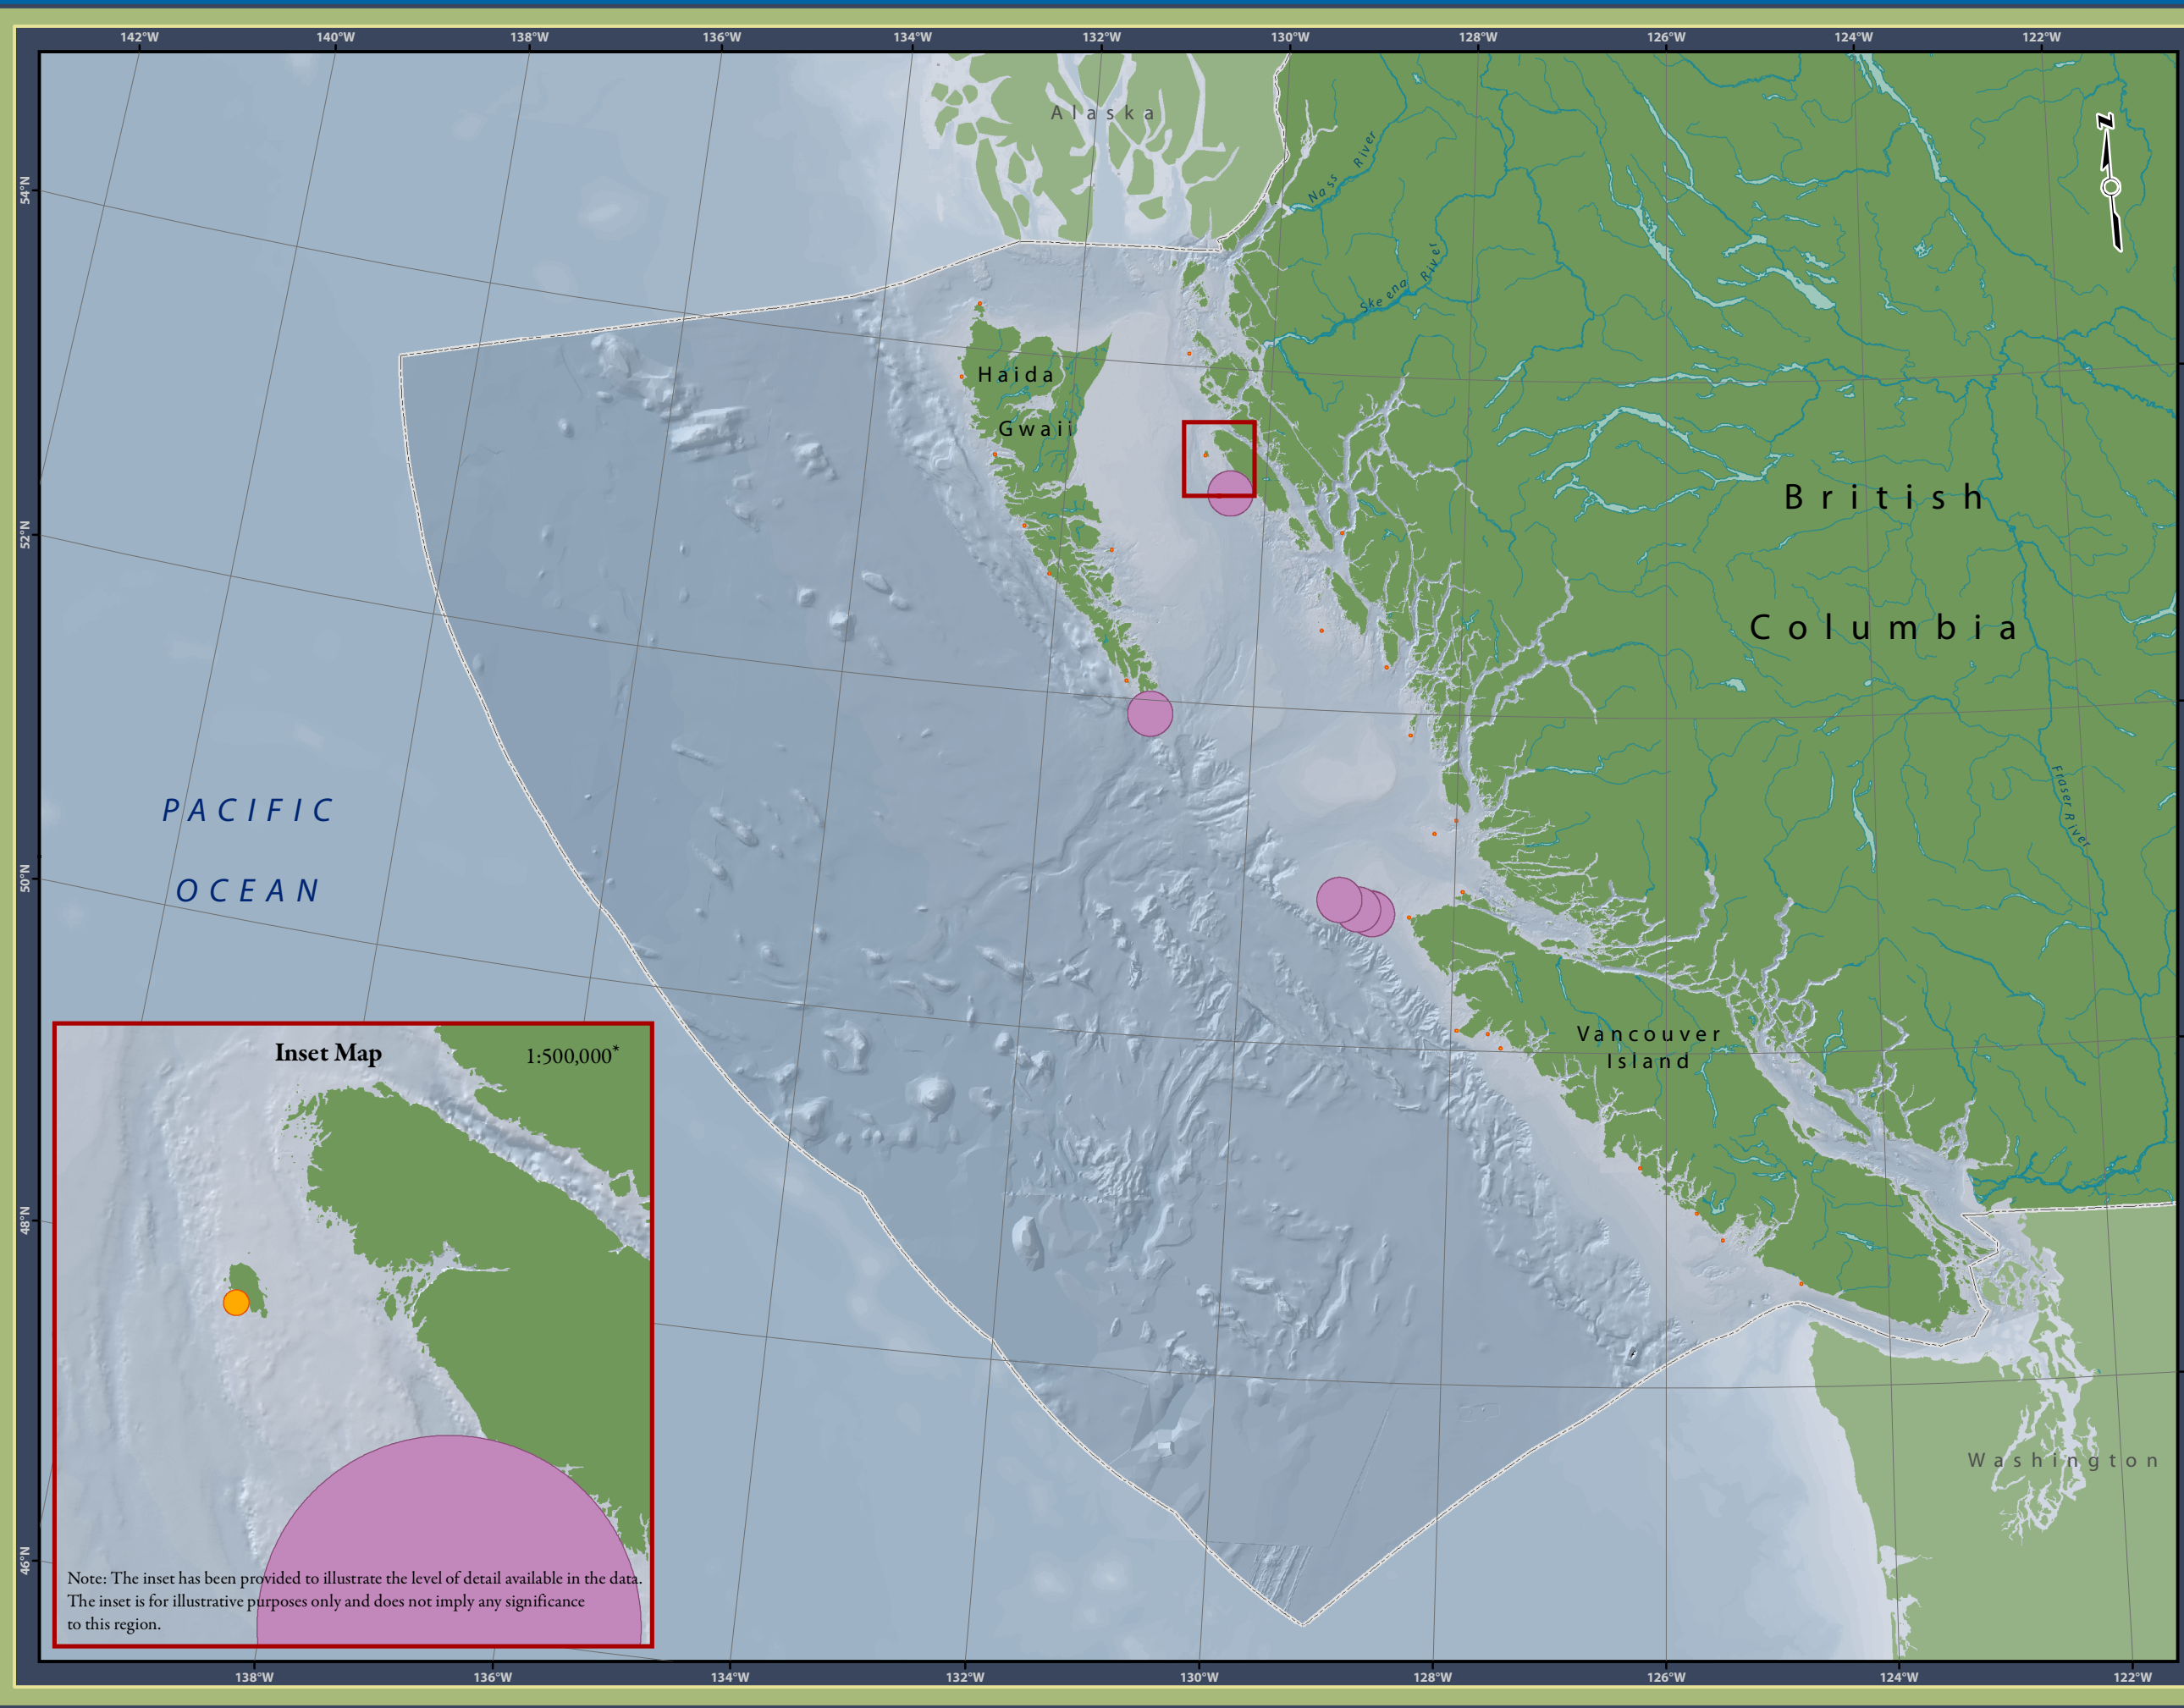 142°W 140°W 138°W 136°W 134°W 132°W 130°W 128°W 126°W 124°W 122°W
Alaska
Nass River
54°N
Skeena River
Haida
Gwaii
British
52°N
Columbia
PACIFIC
Fraser River
OCEAN
50°N
Vancouver
Island
Inset Map 1:500,000*
48°N
Washington
46°N
Note: The inset has been provided to illustrate the level of detail available in the data.
The inset is for illustrative purposes only and does not imply any significance
to this region.
138°W 136°W 134°W 132°W 130°W 128°W 126°W 124°W 122°W
N